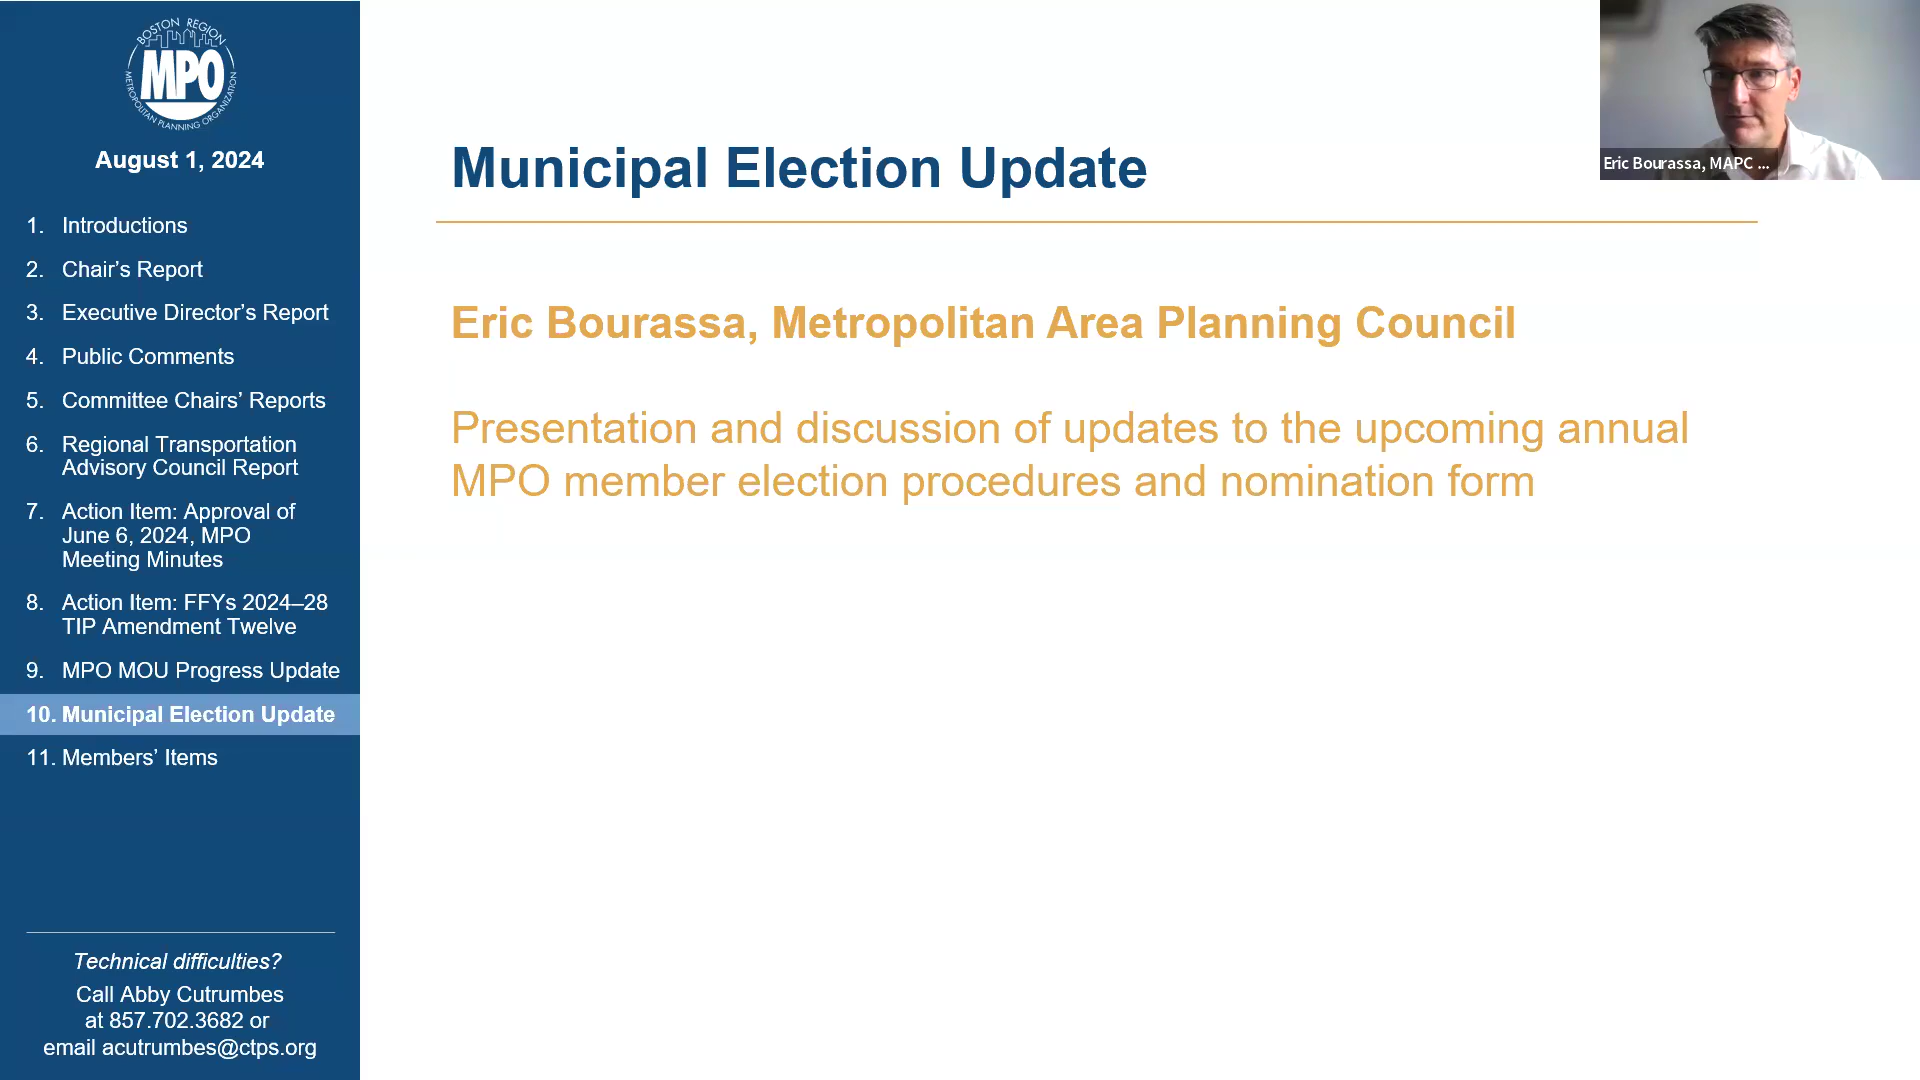 BOSTON REGION
MPO
METROPOLITAN PLANNING ORGANIZATION
August 1, 2024
1. Introductions
2. Chair’s Report
3. Executive Director’s Report
4. Public Comments
5. Committee Chairs’ Reports
6. Regional Transportation
Advisory Council Report
7. Action Item: Approval of
June 6, 2024, MPO
Meeting Minutes
8. Action Item: FFYs 2024–28
TIP Amendment Twelve
9. MPO MOU Progress Update
10. Municipal Election Update
11. Members’ Items
Technical difficulties?
Call Abby Cutrumbes
at 857.702.3682 or
email acutrumbes@ctps.org
Municipal Election Update
Eric Bourassa, Metropolitan Area Planning Council
Presentation and discussion of updates to the upcoming annual
MPO member election procedures and nomination form
Eric Bourassa, MAPC ...